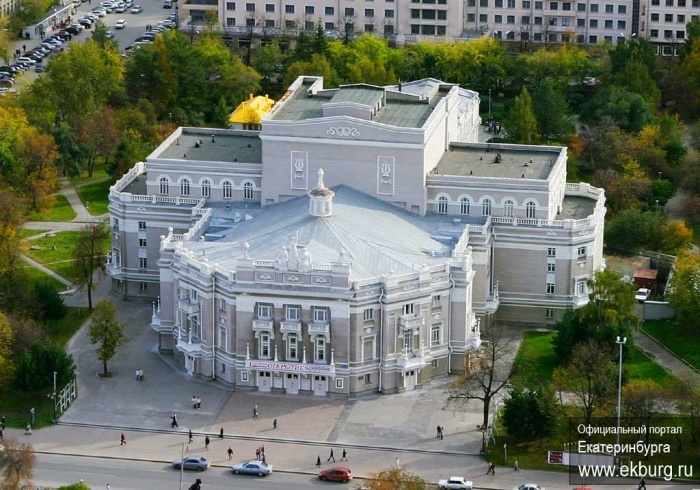 Официальный портал
Екатеринбурга
www.ekburg.ru